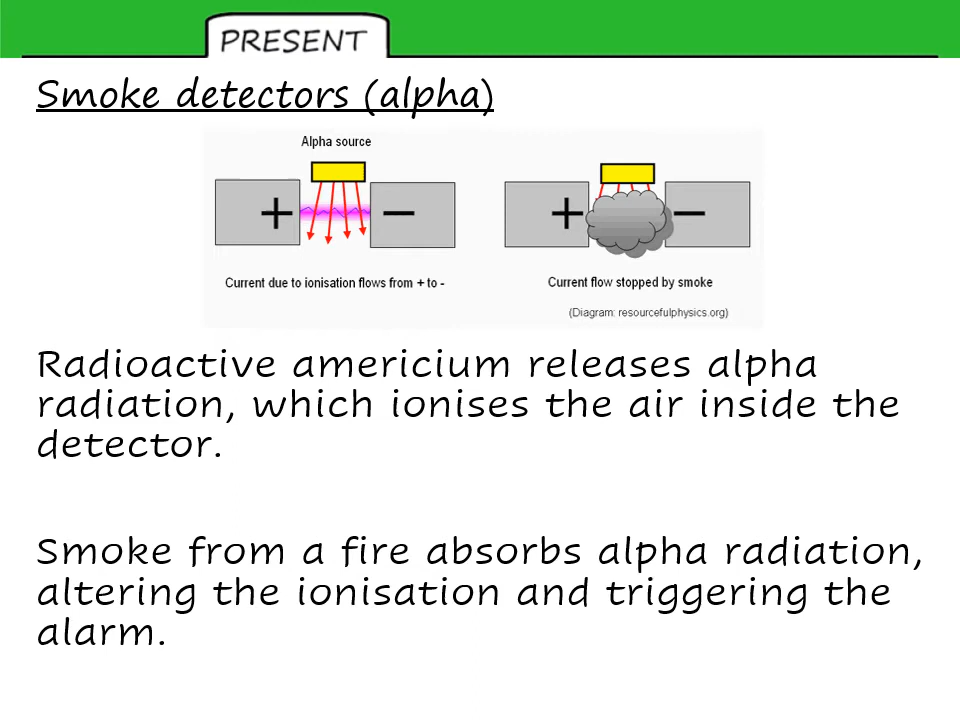 PRESENT
Smoke detectors (alpha)
Alpha source
+ −
+ −
Current due to ionisation flows from + to -
Current flow stopped by smoke
(Diagram: resourcefulphysics.org)
Radioactive americium releases alpha
radiation, which ionises the air inside the
detector.
Smoke from a fire absorbs alpha radiation,
altering the ionisation and triggering the
alarm.